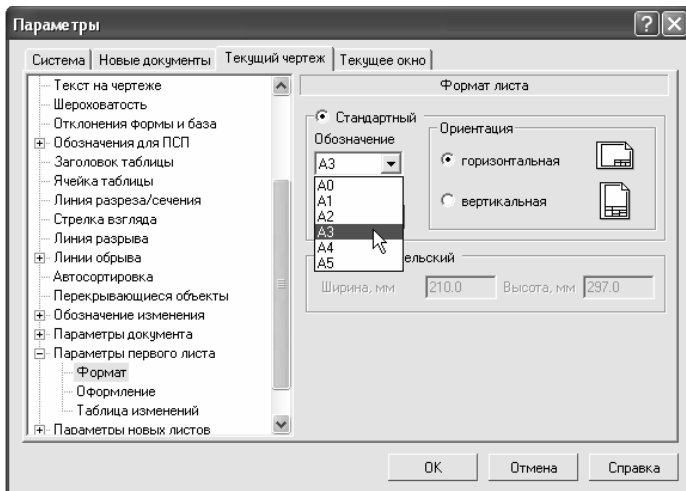 Параметры
Система
Новые документы
Текущий чертеж
Текущее окно
Текст на чертеже
Шероховатость
Отклонения формы и база
Обозначения для ПСП
Заголовок таблицы
Ячейка таблицы
Линия разреза/сечения
Стрелка взгляда
Линия разрыва
Линии обрыва
Автосортировка
Перекрывающиеся объекты
Обозначение изменения
Параметры документа
Параметры первого листа
Формат
Оформление
Таблица изменений
Параметры новых листов
Формат листа
Стандартный
Обозначение
A3
A0
A1
A2
A3
A4
A5
Ориентация
горизонтальная
вертикальная
ельский
Ширина, мм 210.0 Высота, мм 297.0
OK Отмена Справка